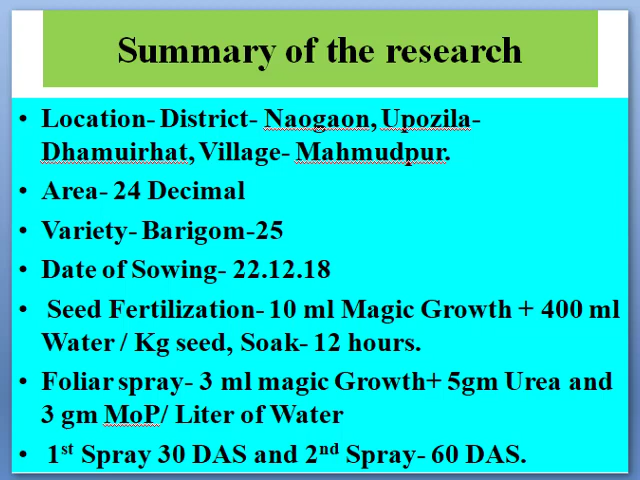 Summary of the research
• Location- District- Naogaon, Upozila-
Dhamuirhat, Village- Mahmudpur.
• Area- 24 Decimal
• Variety- Barigom-25
• Date of Sowing- 22.12.18
• Seed Fertilization- 10 ml Magic Growth + 400 ml
Water / Kg seed, Soak- 12 hours.
• Foliar spray- 3 ml magic Growth+ 5gm Urea and
3 gm MoP/ Liter of Water
• 1st Spray 30 DAS and 2nd Spray- 60 DAS.